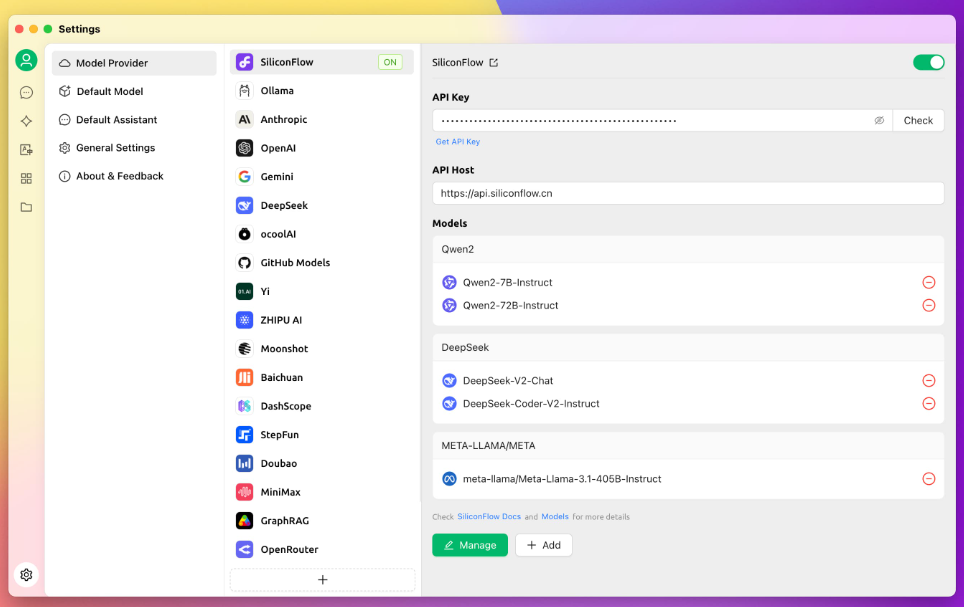 Settings
Model Provider
Default Model
Default Assistant
General Settings
About & Feedback
SiliconFlow ON
Ollama
Anthropic
OpenAI
Gemini
DeepSeek
ocoolAI
GitHub Models
01.AI Yi
ZHIPU AI
Moonshot
Baichuan
DashScope
StepFun
Doubao
MiniMax
GraphRAG
OpenRouter
SiliconFlow
API Key
Check
Get API Key
API Host
https://api.siliconflow.cn
Models
Qwen2
Qwen2-7B-Instruct
Qwen2-72B-Instruct
DeepSeek
DeepSeek-V2-Chat
DeepSeek-Coder-V2-Instruct
META-LLAMA/META
meta-llama/Meta-Llama-3.1-405B-Instruct
Check SiliconFlow Docs and Models for more details
Manage + Add